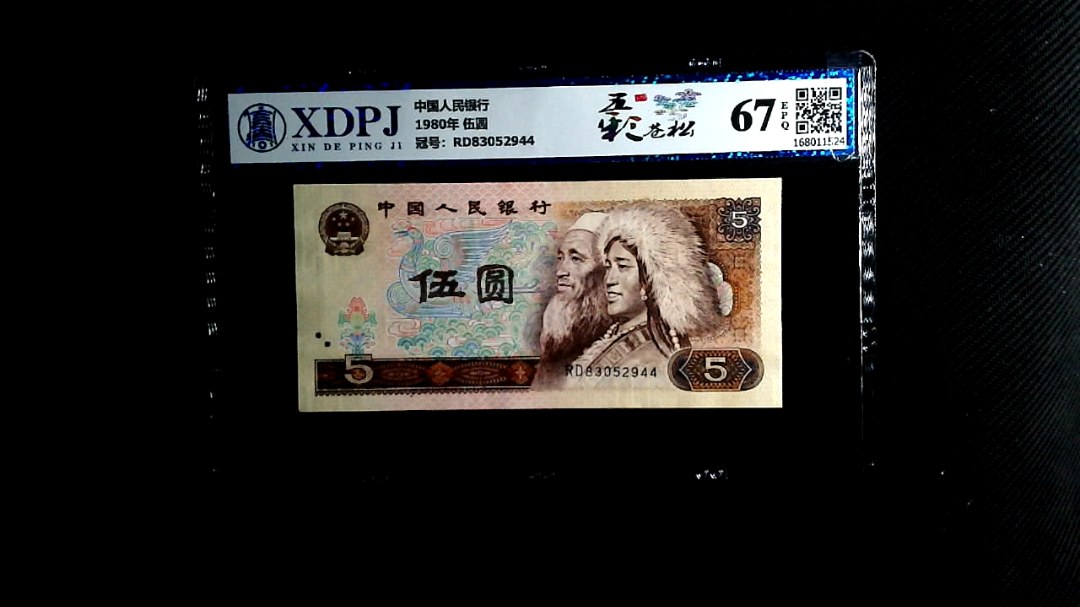 XDPJ
XIN DE PING JI
中国人民银行
1980年 伍圆
冠号：RD83052944
五彩苍松
67
EPQ
168011524
中国人民银行
伍圆
5
5
RD83052944
5